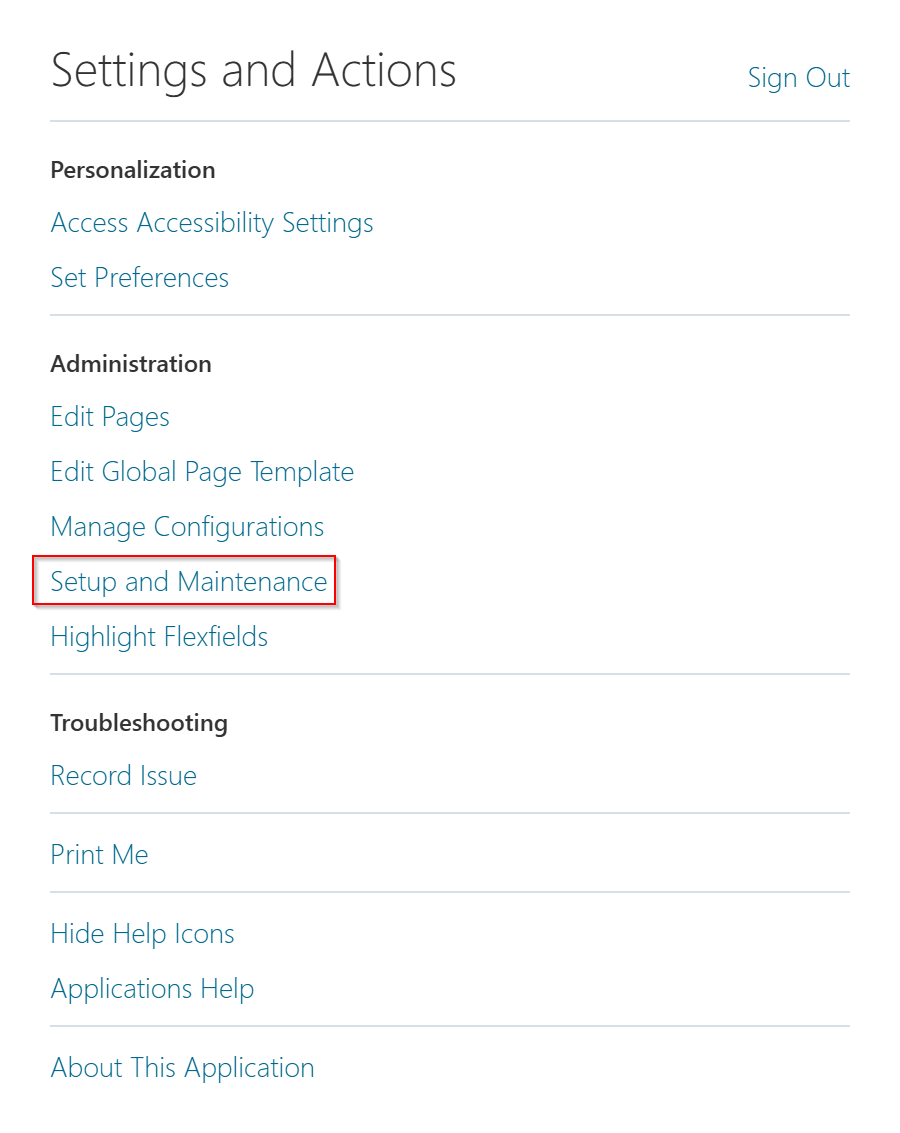 Settings and Actions
Sign Out
Personalization
Access Accessibility Settings
Set Preferences
Administration
Edit Pages
Edit Global Page Template
Manage Configurations
Setup and Maintenance
Highlight Flexfields
Troubleshooting
Record Issue
Print Me
Hide Help Icons
Applications Help
About This Application